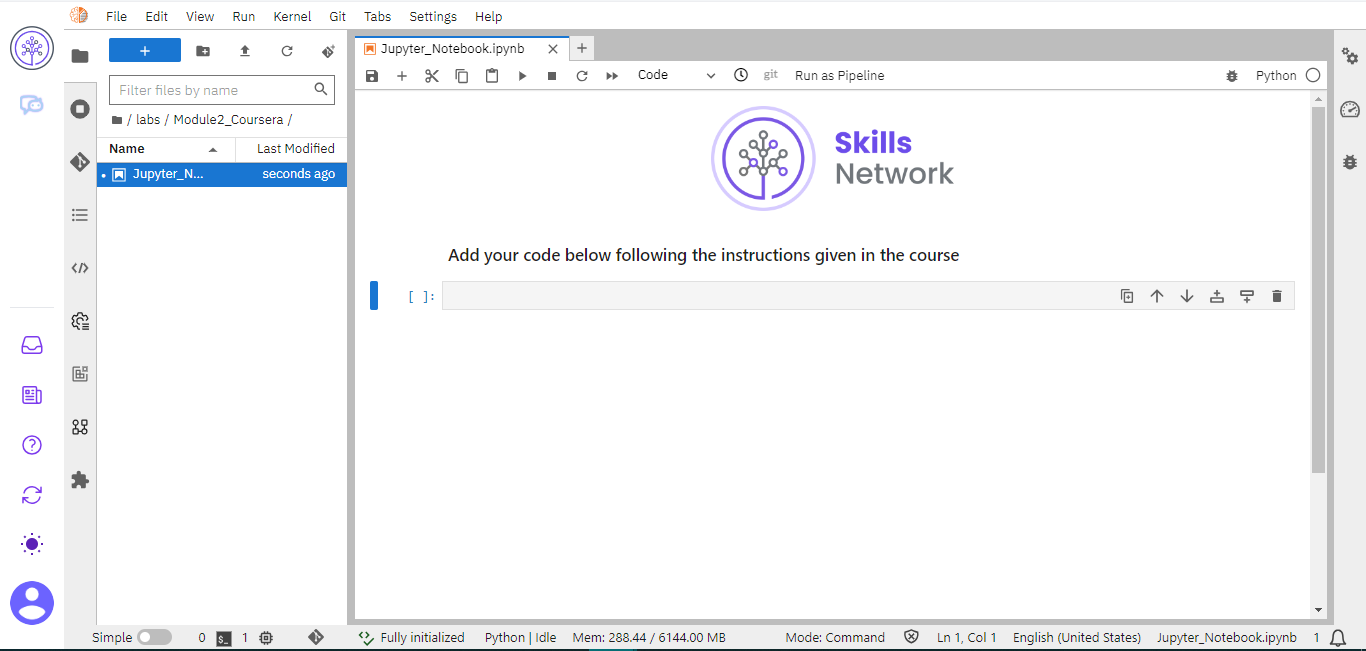 File Edit View Run Kernel Git Tabs Settings Help
Jupyter_Notebook.ipynb
Filter files by name
/ labs / Module2_Coursera /
Name Last Modified
Jupyter_N... seconds ago
Code git Run as Pipeline Python
Skills
Network
Add your code below following the instructions given in the course
[ ]:
Simple 0 $_ 1 Fully initialized Python | Idle Mem: 288.44 / 6144.00 MB Mode: Command Ln 1, Col 1 English (United States) Jupyter_Notebook.ipynb 1